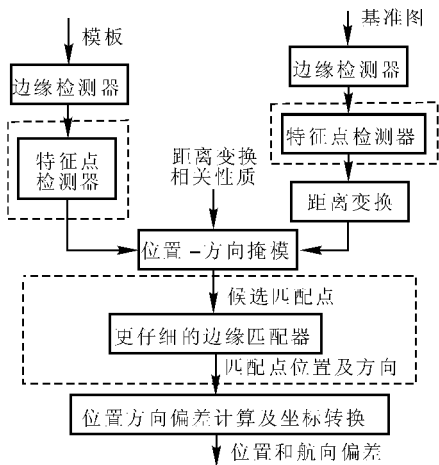 模板
基准图
边缘检测器
边缘检测器
特征点
检测器
特征点检测器
距离变换
相关性质
距离变换
位置-方向掩模
候选匹配点
更仔细的边缘匹配器
匹配点位置及方向
位置方向偏差计算及坐标转换
位置和航向偏差